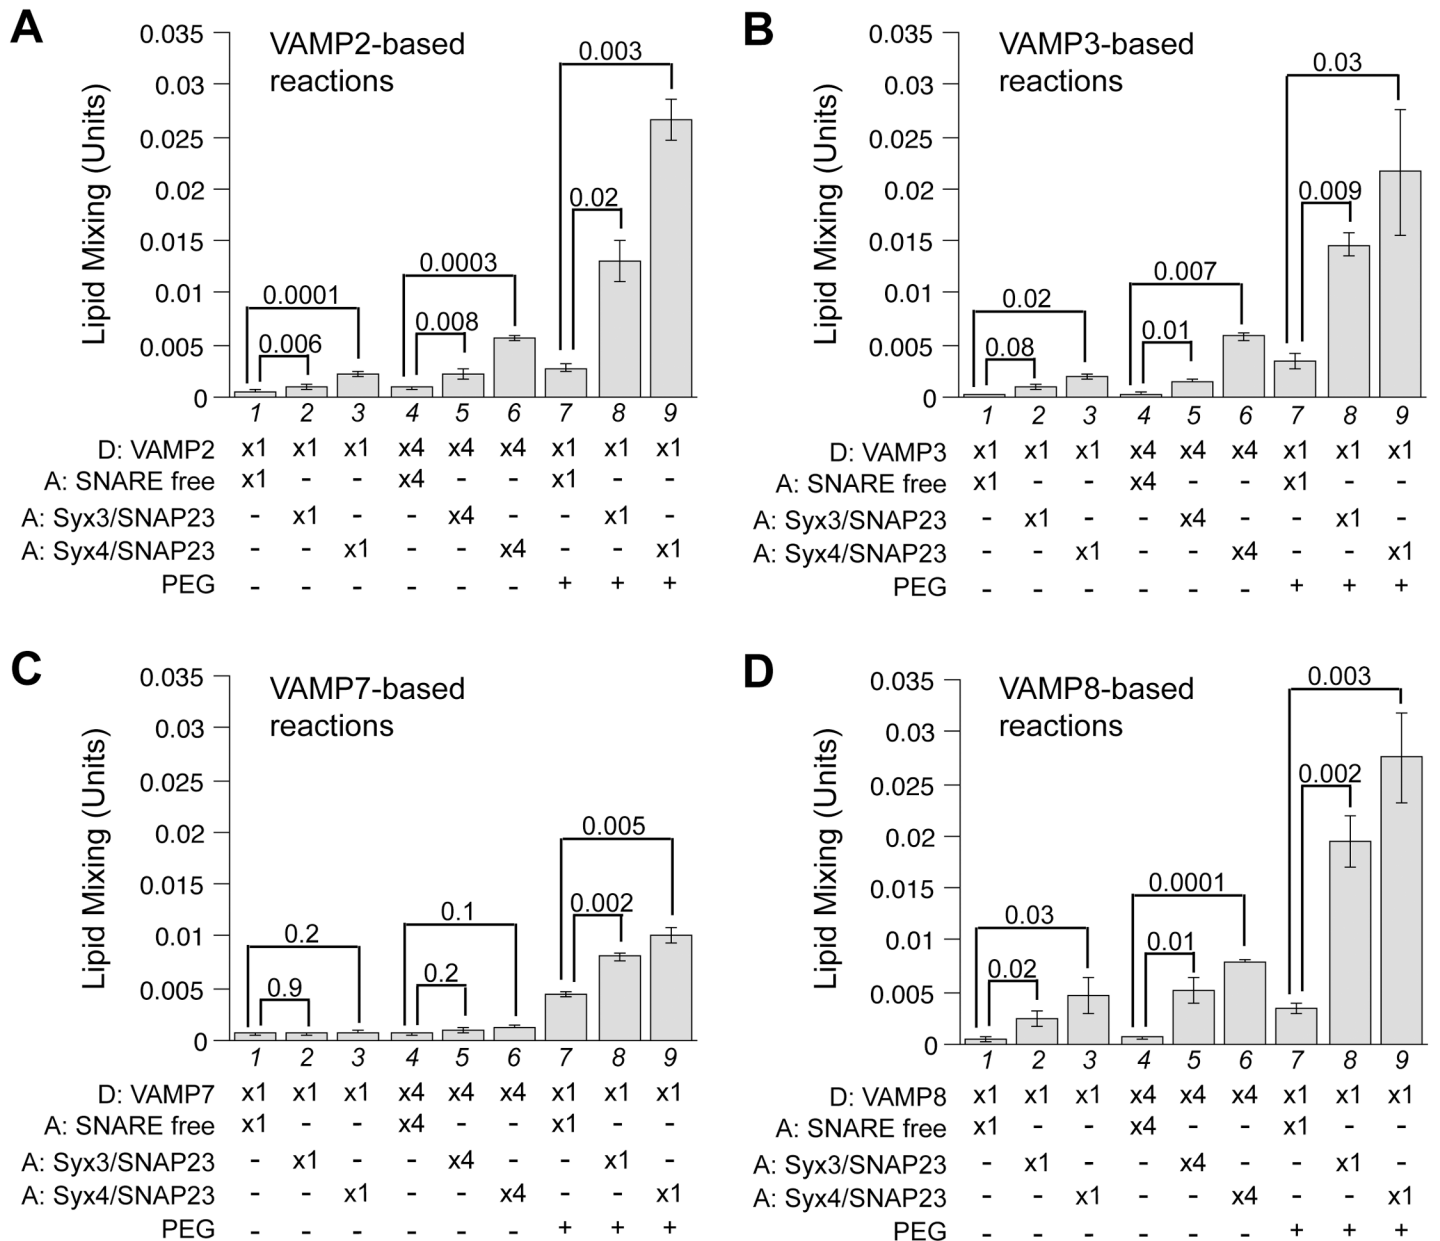 A
VAMP2-based
reactions
Lipid Mixing (Units)
0.035
0.03
0.025
0.02
0.015
0.01
0.005
0
0.0001
0.006
0.0003
0.008
0.003
0.02
1 2 3 4 5 6 7 8 9
D: VAMP2 x1 x1 x1 x4 x4 x4 x1 x1 x1
A: SNARE free x1 - - x4 - - x1 - -
A: Syx3/SNAP23 - x1 - - x4 - - x1 -
A: Syx4/SNAP23 - - x1 - - x4 - - x1
PEG - - - - - - + + +
B
VAMP3-based
reactions
Lipid Mixing (Units)
0.035
0.03
0.025
0.02
0.015
0.01
0.005
0
0.02
0.08
0.007
0.01
0.03
0.009
1 2 3 4 5 6 7 8 9
D: VAMP3 x1 x1 x1 x4 x4 x4 x1 x1 x1
A: SNARE free x1 - - x4 - - x1 - -
A: Syx3/SNAP23 - x1 - - x4 - - x1 -
A: Syx4/SNAP23 - - x1 - - x4 - - x1
PEG - - - - - - + + +
C
VAMP7-based
reactions
Lipid Mixing (Units)
0.035
0.03
0.025
0.02
0.015
0.01
0.005
0
0.2
0.9
0.1
0.2
0.005
0.002
1 2 3 4 5 6 7 8 9
D: VAMP7 x1 x1 x1 x4 x4 x4 x1 x1 x1
A: SNARE free x1 - - x4 - - x1 - -
A: Syx3/SNAP23 - x1 - - x4 - - x1 -
A: Syx4/SNAP23 - - x1 - - x4 - - x1
PEG - - - - - - + + +
D
VAMP8-based
reactions
Lipid Mixing (Units)
0.035
0.03
0.025
0.02
0.015
0.01
0.005
0
0.03
0.02
0.0001
0.01
0.003
0.002
1 2 3 4 5 6 7 8 9
D: VAMP8 x1 x1 x1 x4 x4 x4 x1 x1 x1
A: SNARE free x1 - - x4 - - x1 - -
A: Syx3/SNAP23 - x1 - - x4 - - x1 -
A: Syx4/SNAP23 - - x1 - - x4 - - x1
PEG - - - - - - + + +